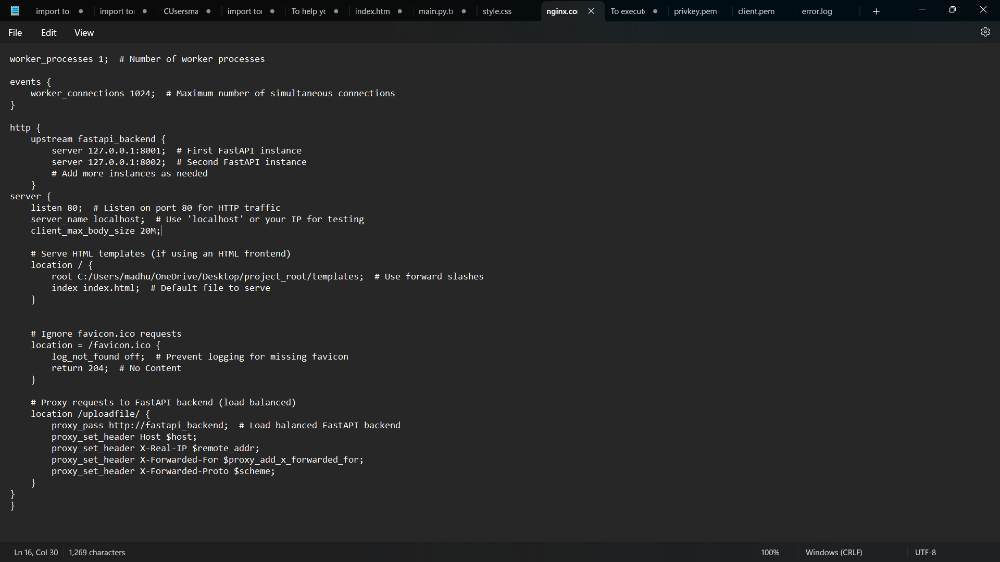 import toı import toı CUsersma import toı To help yc index.htm main.py.tx style.css nginx.coı To execut privkey.pem client.pem error.log
File Edit View
worker_processes 1;  # Number of worker processes
events {
    worker_connections 1024;  # Maximum number of simultaneous connections
}
http {
    upstream fastapi_backend {
        server 127.0.0.1:8001;  # First FastAPI instance
        server 127.0.0.1:8002;  # Second FastAPI instance
        # Add more instances as needed
    }
server {
    listen 80;  # Listen on port 80 for HTTP traffic
    server_name localhost;  # Use 'localhost' or your IP for testing
    client_max_body_size 20M;
    # Serve HTML templates (if using an HTML frontend)
    location / {
        root C:/Users/madhu/OneDrive/Desktop/project_root/templates;  # Use forward slashes
        index index.html;  # Default file to serve
    }
    # Ignore favicon.ico requests
    location = /favicon.ico {
        log_not_found off;  # Prevent logging for missing favicon
        return 204;  # No Content
    }
    # Proxy requests to FastAPI backend (load balanced)
    location /uploadfile/ {
        proxy_pass http://fastapi_backend;  # Load balanced FastAPI backend
        proxy_set_header Host $host;
        proxy_set_header X-Real-IP $remote_addr;
        proxy_set_header X-Forwarded-For $proxy_add_x_forwarded_for;
        proxy_set_header X-Forwarded-Proto $scheme;
    }
}
}
Ln 16, Col 30 1,269 characters 100% Windows (CRLF) UTF-8